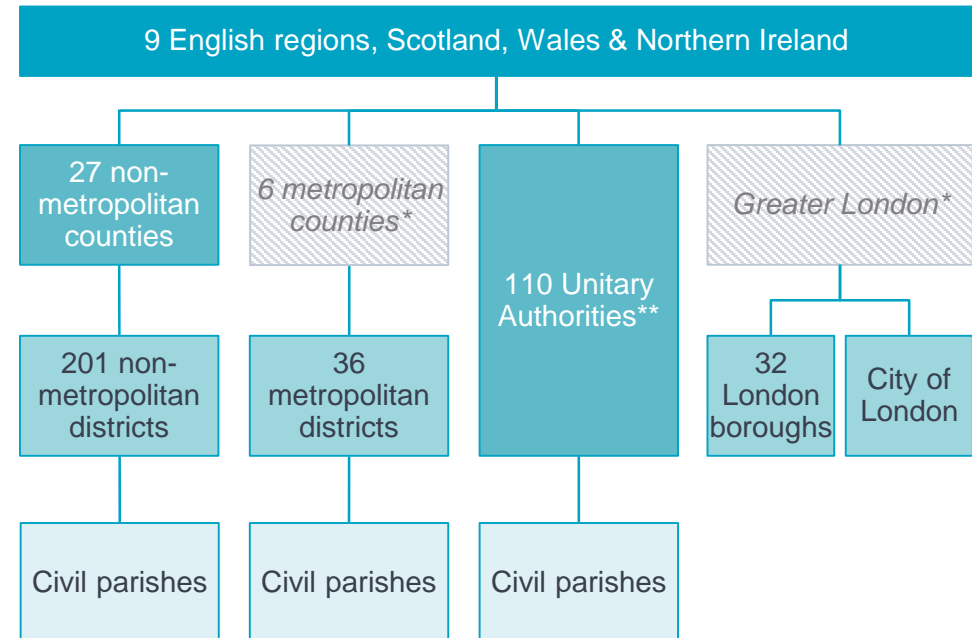 9 English regions, Scotland, Wales & Northern Ireland
27 non-
metropolitan
counties
6 metropolitan
counties*
110 Unitary
Authorities**
Greater London*
201 non-
metropolitan
districts
36
metropolitan
districts
32
London
boroughs
City of
London
Civil parishes
Civil parishes
Civil parishes